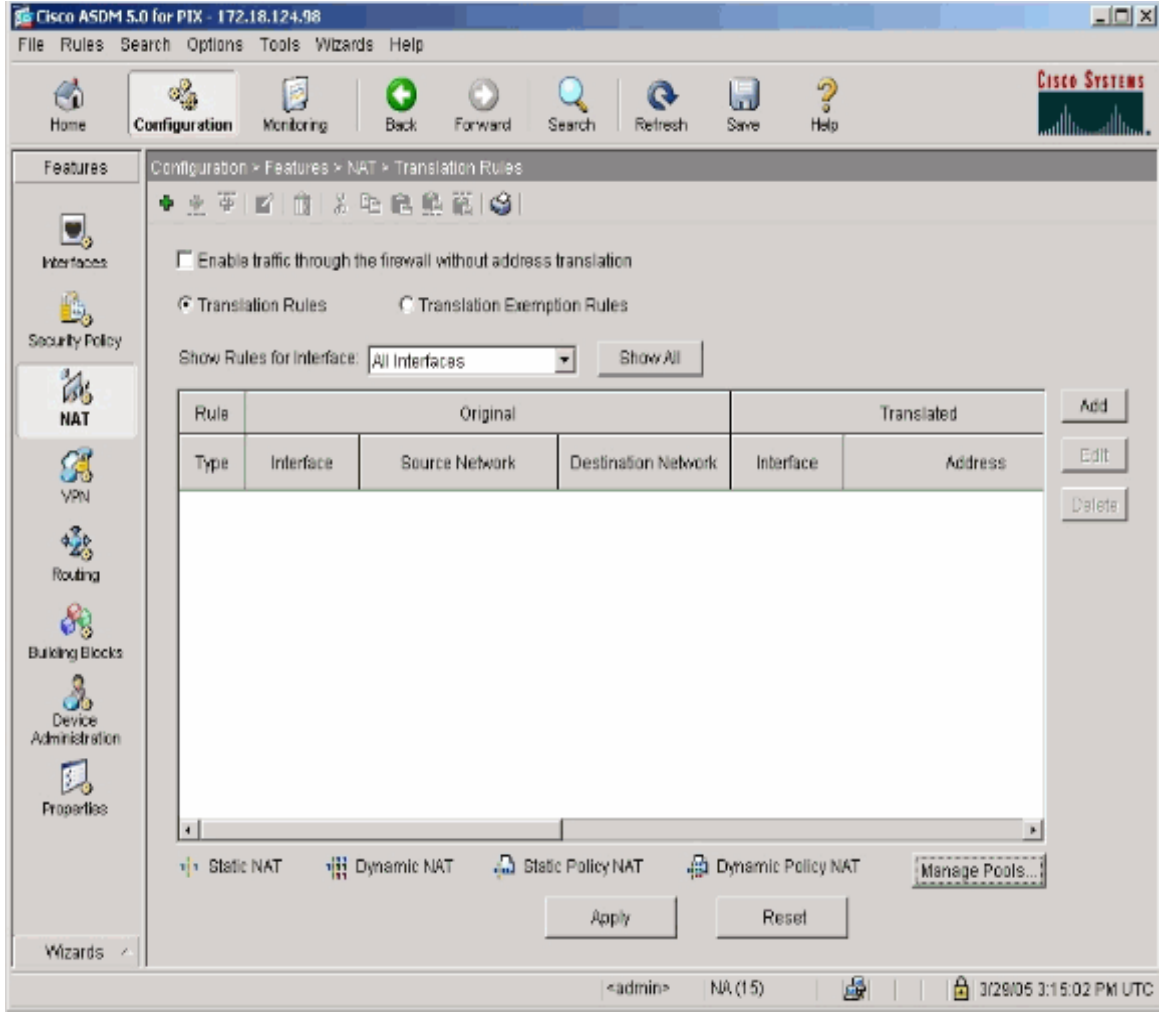 Cisco ASDM 5.0 for PIX - 172.18.124.98
File Rules Search Options Tools Wizards Help
Home Configuration Monitoring Back Forward Search Refresh Save Help
CISCO SYSTEMS
Features
Configuration > Features > NAT > Translation Rules
Interfaces
Security Policy
NAT
VPN
Routing
Building Blocks
Device
Administration
Properties
Wizards
Enable traffic through the firewall without address translation
Translation Rules Translation Exemption Rules
Show Rules for Interface: All Interfaces Show All
Rule Original Translated
Type Interface Source Network Destination Network Interface Address
Add
Edit
Delete
Static NAT Dynamic NAT Static Policy NAT Dynamic Policy NAT Manage Pools...
Apply Reset
<admin> NA (15) 3/29/05 3:15:02 PM UTC